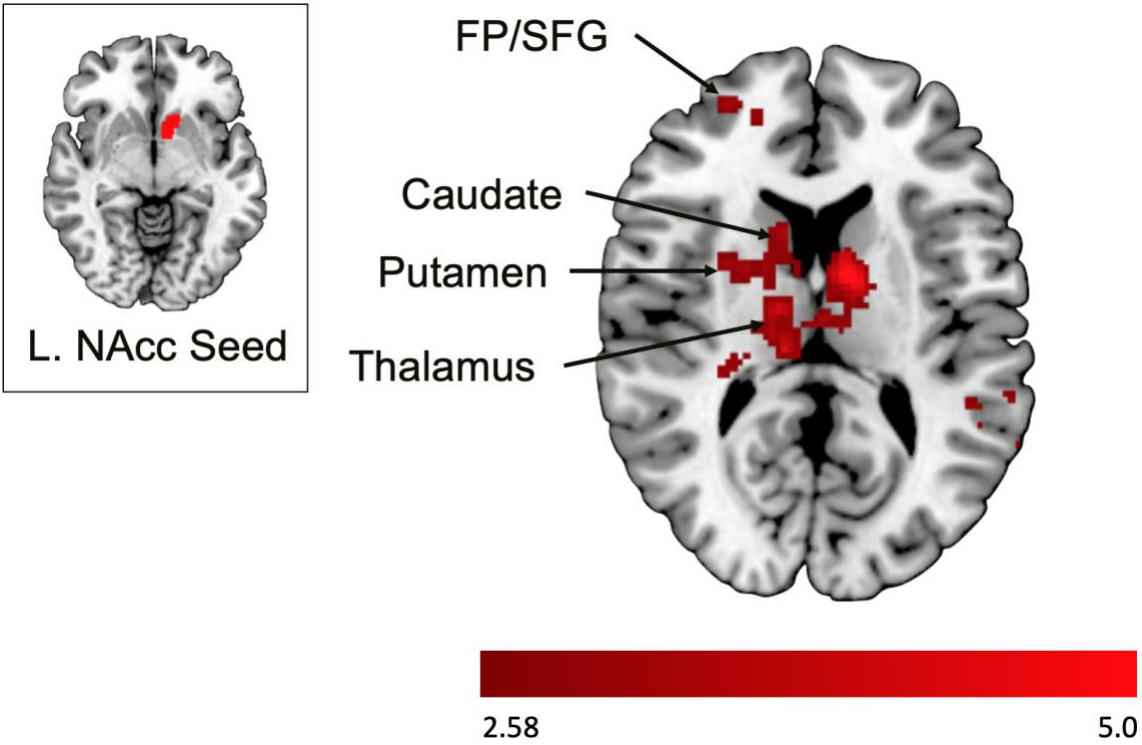 FP/SFG
Caudate
Putamen
L. NAcc Seed
Thalamus
2.58
5.0